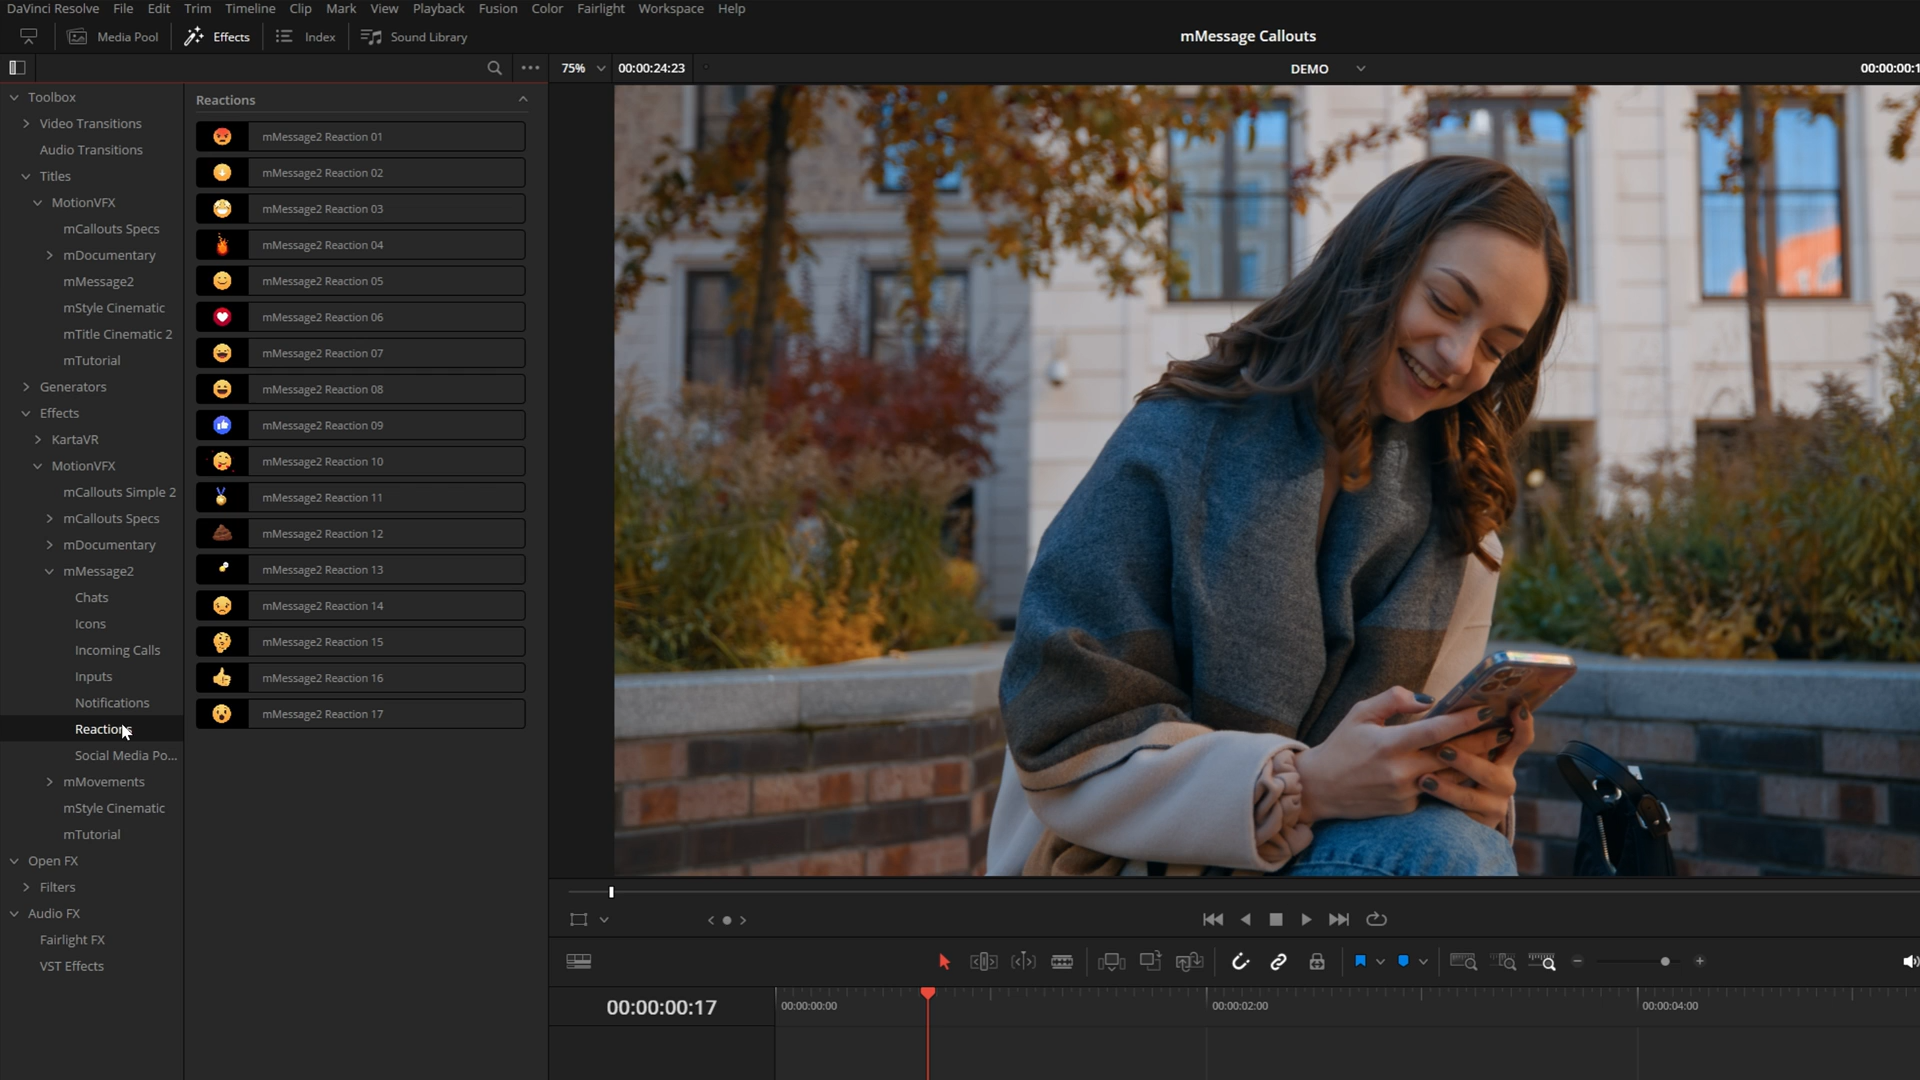 DaVinci Resolve File Edit Trim Timeline Clip Mark View Playback Fusion Color Fairlight Workspace Help
Media Pool Effects Index Sound Library mMessage Callouts
75% 00:00:24:23 DEMO
Toolbox
Video Transitions
Audio Transitions
Titles
MotionVFX
mCallouts Specs
mDocumentary
mMessage2
mStyle Cinematic
mTitle Cinematic 2
mTutorial
Generators
Effects
KartaVR
MotionVFX
mCallouts Simple 2
mCallouts Specs
mDocumentary
mMessage2
Chats
Icons
Incoming Calls
Inputs
Notifications
Reactions
Social Media Po...
mMovements
mStyle Cinematic
mTutorial
Open FX
Filters
Audio FX
Fairlight FX
VST Effects
Reactions
mMessage2 Reaction 01
mMessage2 Reaction 02
mMessage2 Reaction 03
mMessage2 Reaction 04
mMessage2 Reaction 05
mMessage2 Reaction 06
mMessage2 Reaction 07
mMessage2 Reaction 08
mMessage2 Reaction 09
mMessage2 Reaction 10
mMessage2 Reaction 11
mMessage2 Reaction 12
mMessage2 Reaction 13
mMessage2 Reaction 14
mMessage2 Reaction 15
mMessage2 Reaction 16
mMessage2 Reaction 17
00:00:00:17 00:00:00:00 00:00:02:00 00:00:04:00